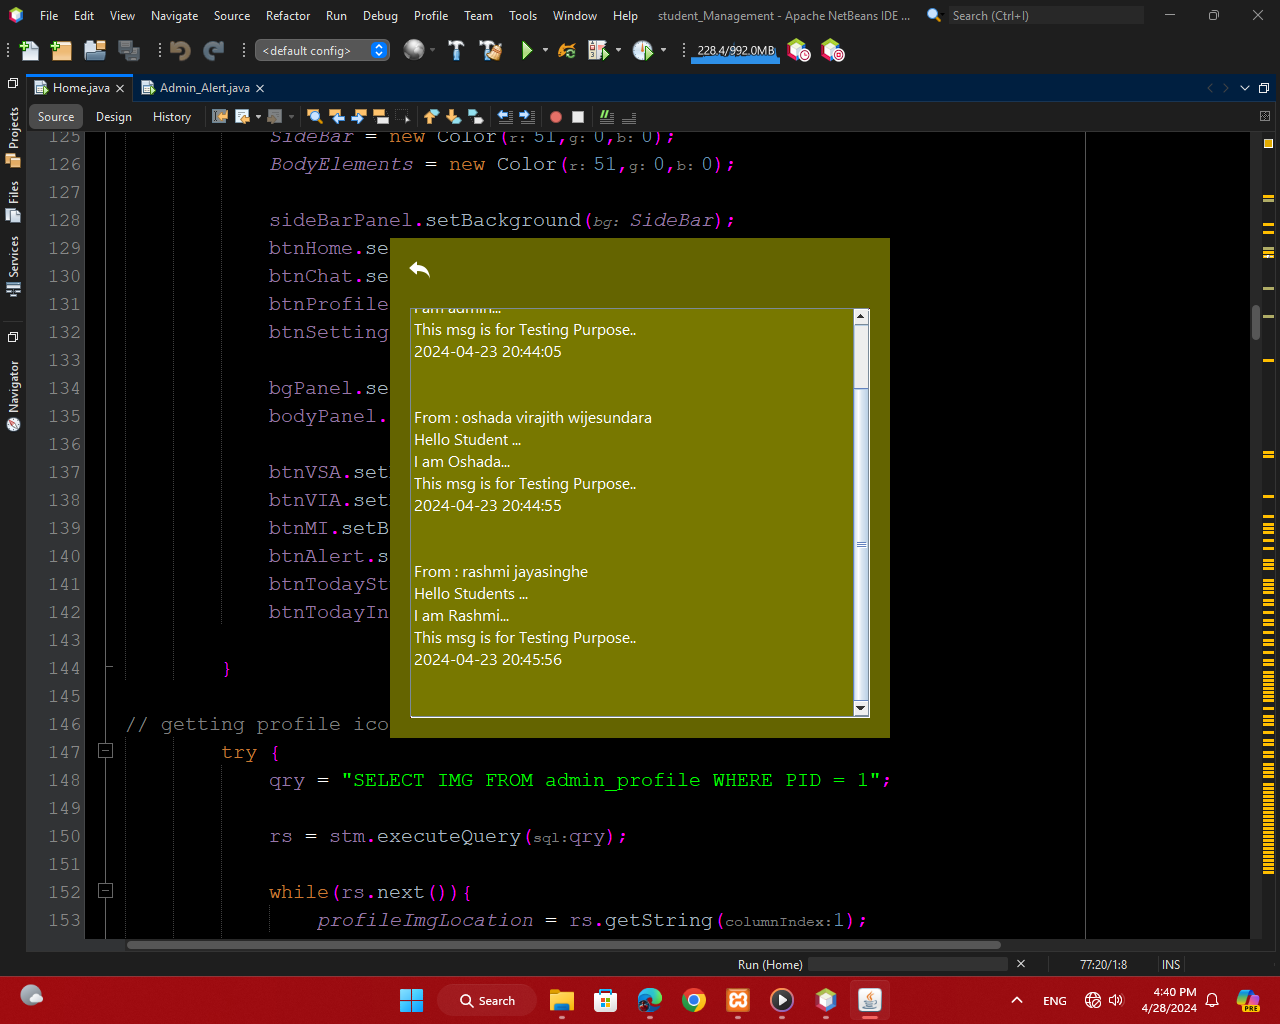 File Edit View Navigate Source Refactor Run Debug Profile Team Tools Window Help student_Management - Apache NetBeans IDE ... Search (Ctrl+I)
<default config> 228.4/992.0MB
Home.java Admin_Alert.java
Source Design History
Projects
Files
Services
Navigator
125 SideBar = new Color(r: 51,g: 0,b: 0);
126 BodyElements = new Color(r: 51,g: 0,b: 0);
127
128 sideBarPanel.setBackground(bg: SideBar);
129 btnHome.se
130 btnChat.se
131 btnProfile
132 btnSetting
133
134 bgPanel.se
135 bodyPanel.
136
137 btnVSA.set
138 btnVIA.set
139 btnMI.setB
140 btnAlert.s
141 btnTodaySt
142 btnTodayIn
143
144 }
145
146 // getting profile ico
147 try {
148 qry = "SELECT IMG FROM admin_profile WHERE PID = 1";
149
150 rs = stm.executeQuery(sql:qry);
151
152 while(rs.next()){
153 profileImgLocation = rs.getString(columnIndex:1);
I am admin...
This msg is for Testing Purpose..
2024-04-23 20:44:05
From : oshada virajith wijesundara
Hello Student ...
I am Oshada...
This msg is for Testing Purpose..
2024-04-23 20:44:55
From : rashmi jayasinghe
Hello Students ...
I am Rashmi...
This msg is for Testing Purpose..
2024-04-23 20:45:56
Run (Home) 77:20/1:8 INS
Search ENG 4:40 PM
4/28/2024
PRE